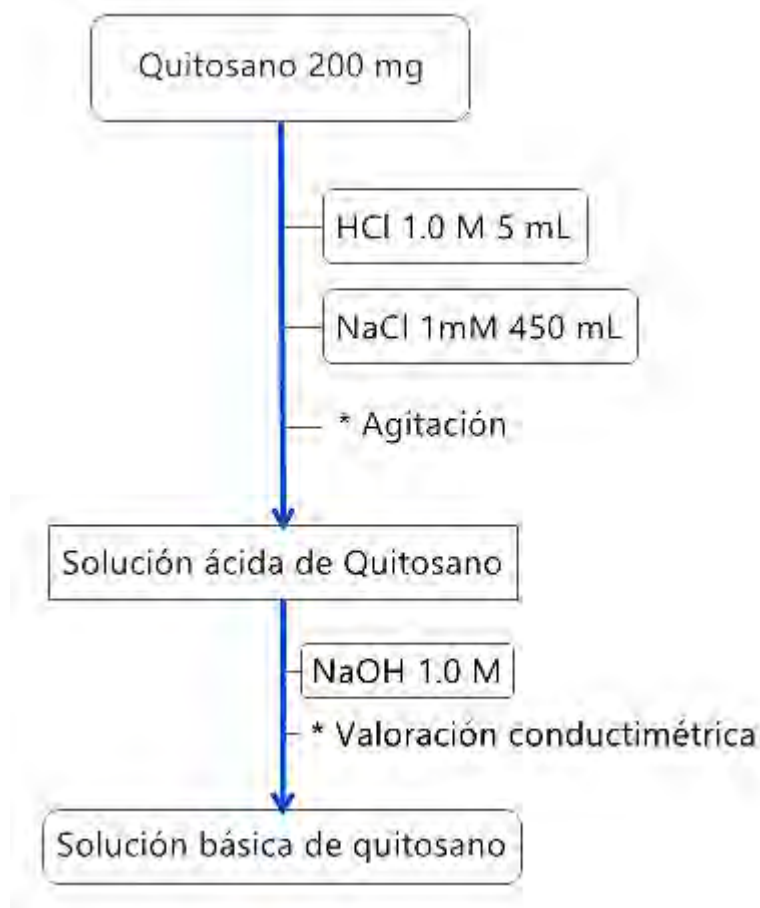 Quitosano 200 mg
HCl 1.0 M 5 mL
NaCl 1mM 450 mL
* Agitación
Solución ácida de Quitosano
NaOH 1.0 M
* Valoración conductimétrica
Solución básica de quitosano